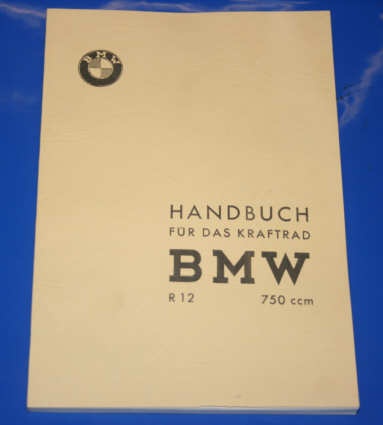 BMW
HANDBUCH
FÜR DAS KRAFTRAD
BMW
R 12 750 ccm